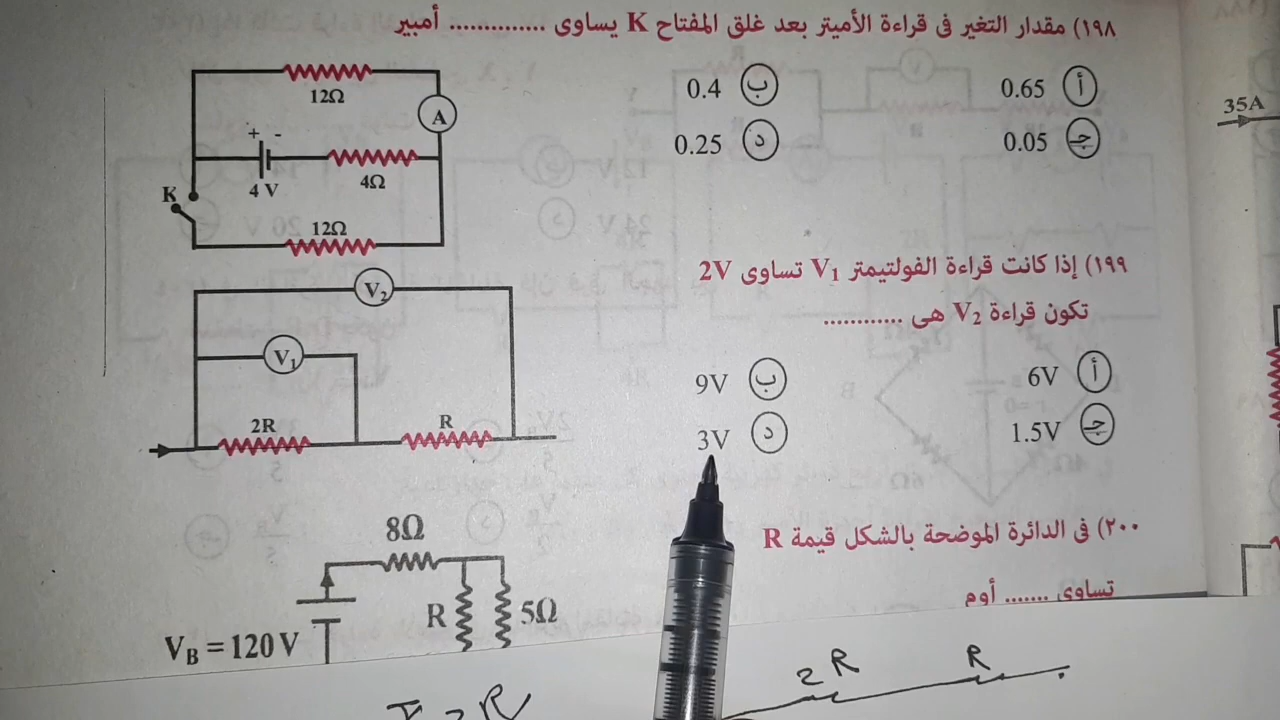 ١٩٨) مقدار التغير فى قراءة الأميتر بعد غلق المفتاح K يساوى .............. أمبير
أ 0.65
ب 0.4
جـ 0.05
د 0.25
12Ω
A
+ -
4 V
4Ω
K
12Ω
35A
١٩٩) إذا كانت قراءة الفولتيمتر V₁ تساوى 2V
تكون قراءة V₂ هى ............
أ 6V
ب 9V
جـ 1.5V
د 3V
V₂
V₁
2R
R
٢٠٠) فى الدائرة الموضحة بالشكل قيمة R
تساوى ....... أوم
8Ω
R
5Ω
V_B = 120 V
2R R